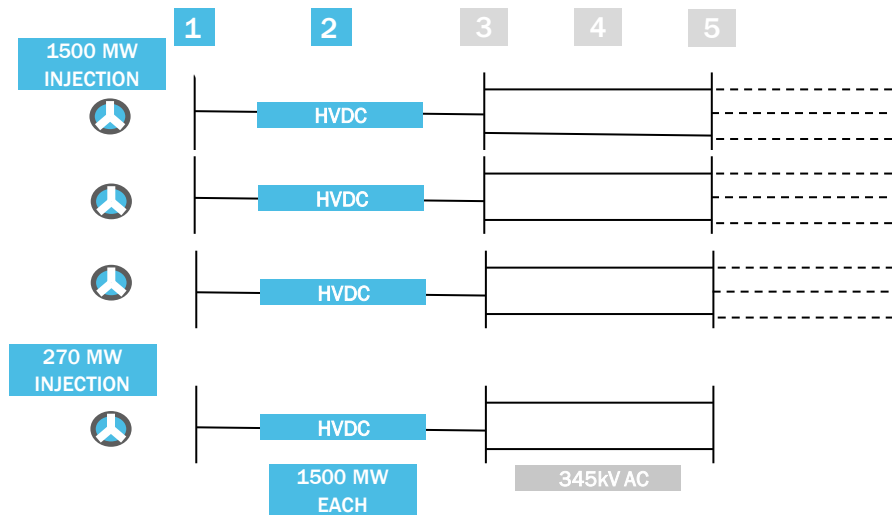 1 2 3 4 5
1500 MW
INJECTION
HVDC
HVDC
HVDC
270 MW
INJECTION
HVDC
1500 MW
EACH
345kV AC